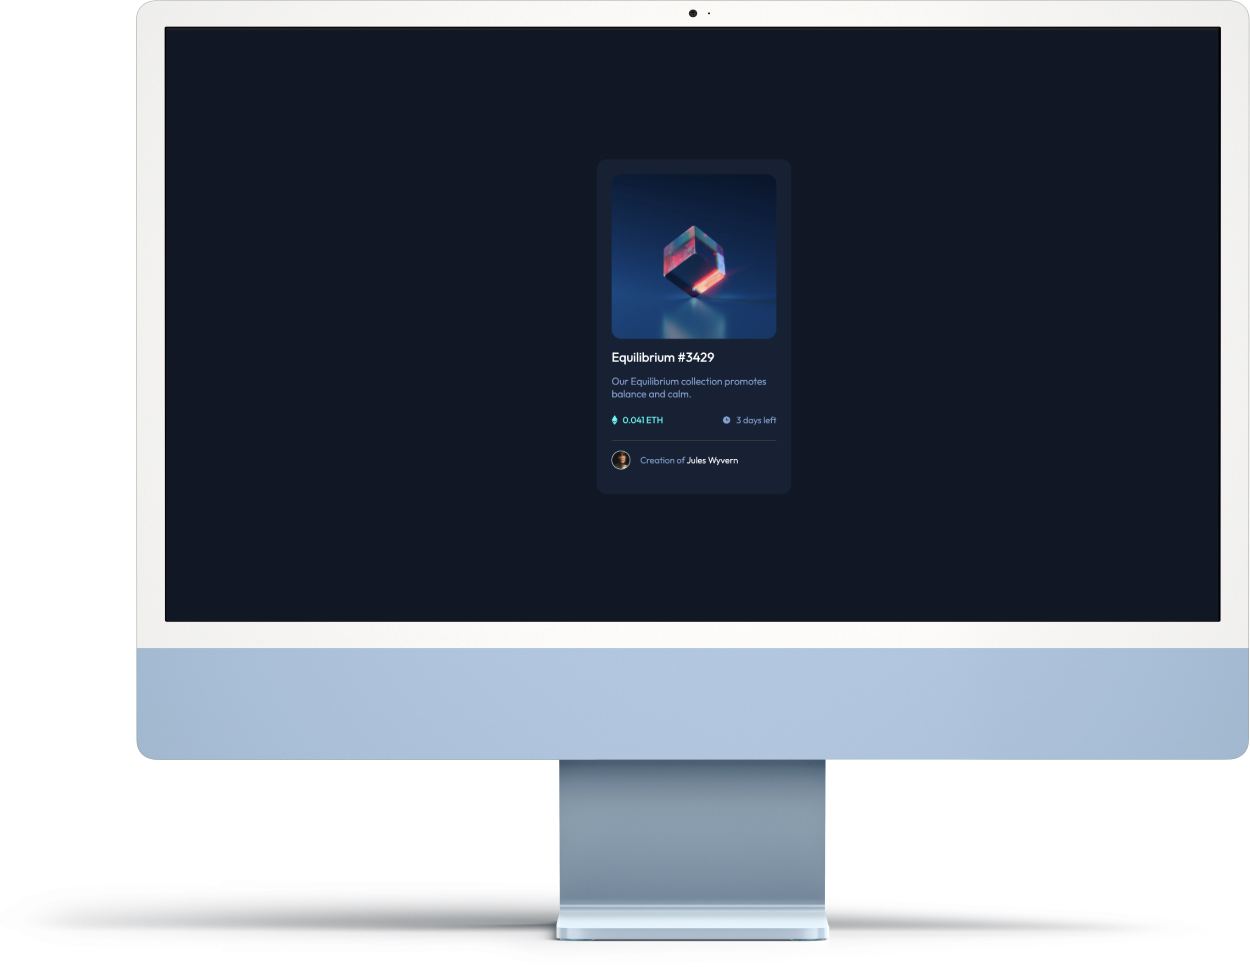 Equilibrium #3429
Our Equilibrium collection promotes
balance and calm.
0.041 ETH
3 days left
Creation of Jules Wyvern